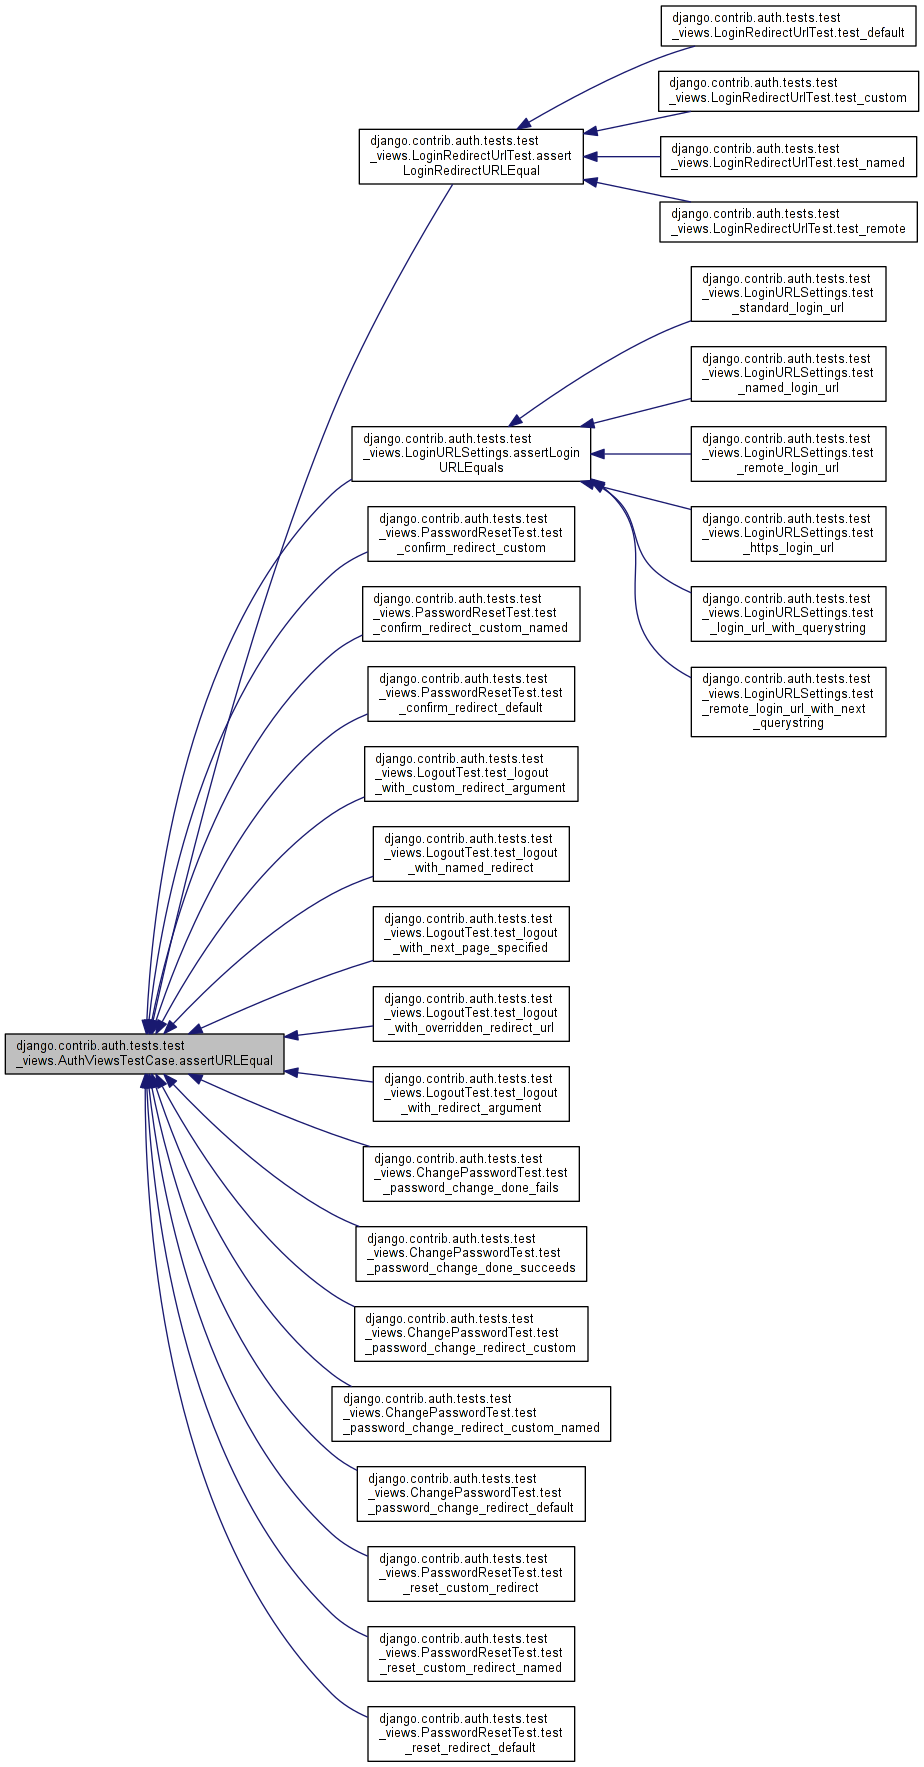 django.contrib.auth.tests.test
_views.LoginRedirectUrlTest.test_default
django.contrib.auth.tests.test
_views.LoginRedirectUrlTest.test_custom
django.contrib.auth.tests.test
_views.LoginRedirectUrlTest.assert
LoginRedirectURLEqual
django.contrib.auth.tests.test
_views.LoginRedirectUrlTest.test_named
django.contrib.auth.tests.test
_views.LoginRedirectUrlTest.test_remote
django.contrib.auth.tests.test
_views.LoginURLSettings.test
_standard_login_url
django.contrib.auth.tests.test
_views.LoginURLSettings.test
_named_login_url
django.contrib.auth.tests.test
_views.LoginURLSettings.assertLogin
URLEquals
django.contrib.auth.tests.test
_views.LoginURLSettings.test
_remote_login_url
django.contrib.auth.tests.test
_views.PasswordResetTest.test
_confirm_redirect_custom
django.contrib.auth.tests.test
_views.LoginURLSettings.test
_https_login_url
django.contrib.auth.tests.test
_views.PasswordResetTest.test
_confirm_redirect_custom_named
django.contrib.auth.tests.test
_views.LoginURLSettings.test
_login_url_with_querystring
django.contrib.auth.tests.test
_views.PasswordResetTest.test
_confirm_redirect_default
django.contrib.auth.tests.test
_views.LoginURLSettings.test
_remote_login_url_with_next
_querystring
django.contrib.auth.tests.test
_views.LogoutTest.test_logout
_with_custom_redirect_argument
django.contrib.auth.tests.test
_views.LogoutTest.test_logout
_with_named_redirect
django.contrib.auth.tests.test
_views.LogoutTest.test_logout
_with_next_page_specified
django.contrib.auth.tests.test
_views.LogoutTest.test_logout
_with_overridden_redirect_url
django.contrib.auth.tests.test
_views.AuthViewsTestCase.assertURLEqual
django.contrib.auth.tests.test
_views.LogoutTest.test_logout
_with_redirect_argument
django.contrib.auth.tests.test
_views.ChangePasswordTest.test
_password_change_done_fails
django.contrib.auth.tests.test
_views.ChangePasswordTest.test
_password_change_done_succeeds
django.contrib.auth.tests.test
_views.ChangePasswordTest.test
_password_change_redirect_custom
django.contrib.auth.tests.test
_views.ChangePasswordTest.test
_password_change_redirect_custom_named
django.contrib.auth.tests.test
_views.ChangePasswordTest.test
_password_change_redirect_default
django.contrib.auth.tests.test
_views.PasswordResetTest.test
_reset_custom_redirect
django.contrib.auth.tests.test
_views.PasswordResetTest.test
_reset_custom_redirect_named
django.contrib.auth.tests.test
_views.PasswordResetTest.test
_reset_redirect_default